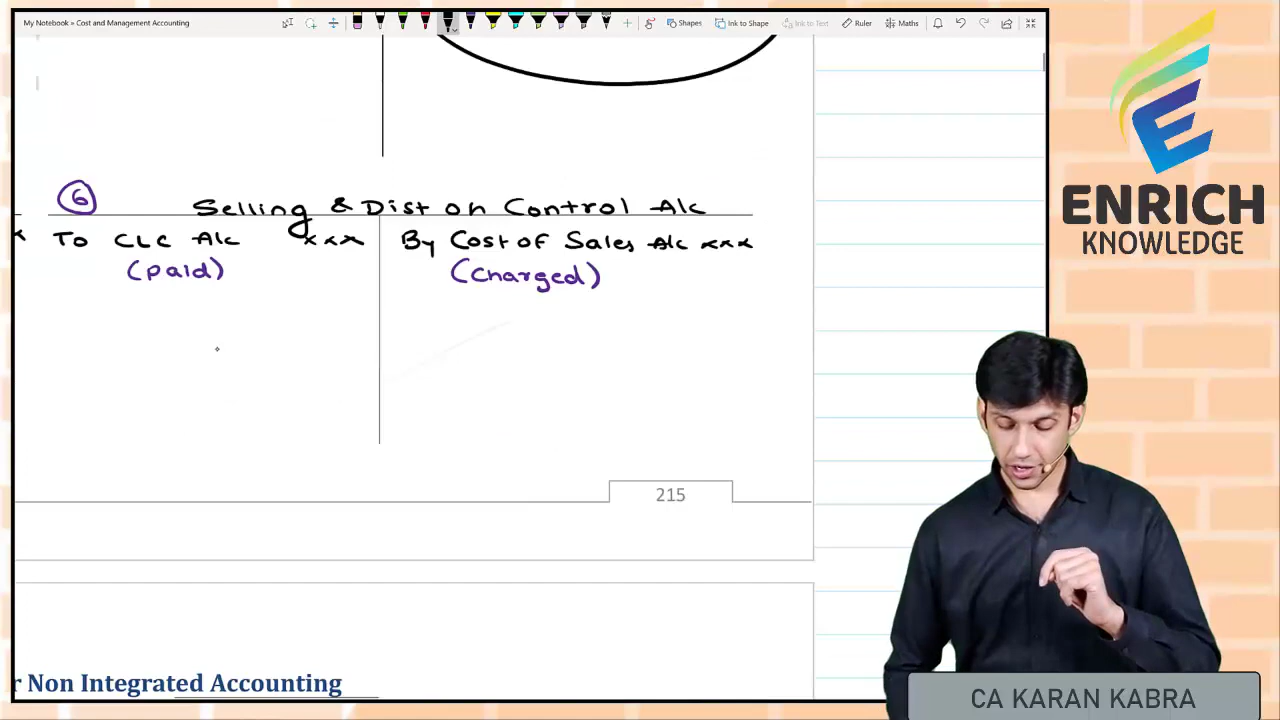 My Notebook » Cost and Management Accounting
Shapes
Ink to Shape
Ink to Text
Ruler
Maths
6
Selling & Dist on Control A/c
To CLC A/c xxx
By Cost of Sales A/c xxx
(paid)
(Charged)
215
r Non Integrated Accounting
ENRICH
KNOWLEDGE
CA KARAN KABRA